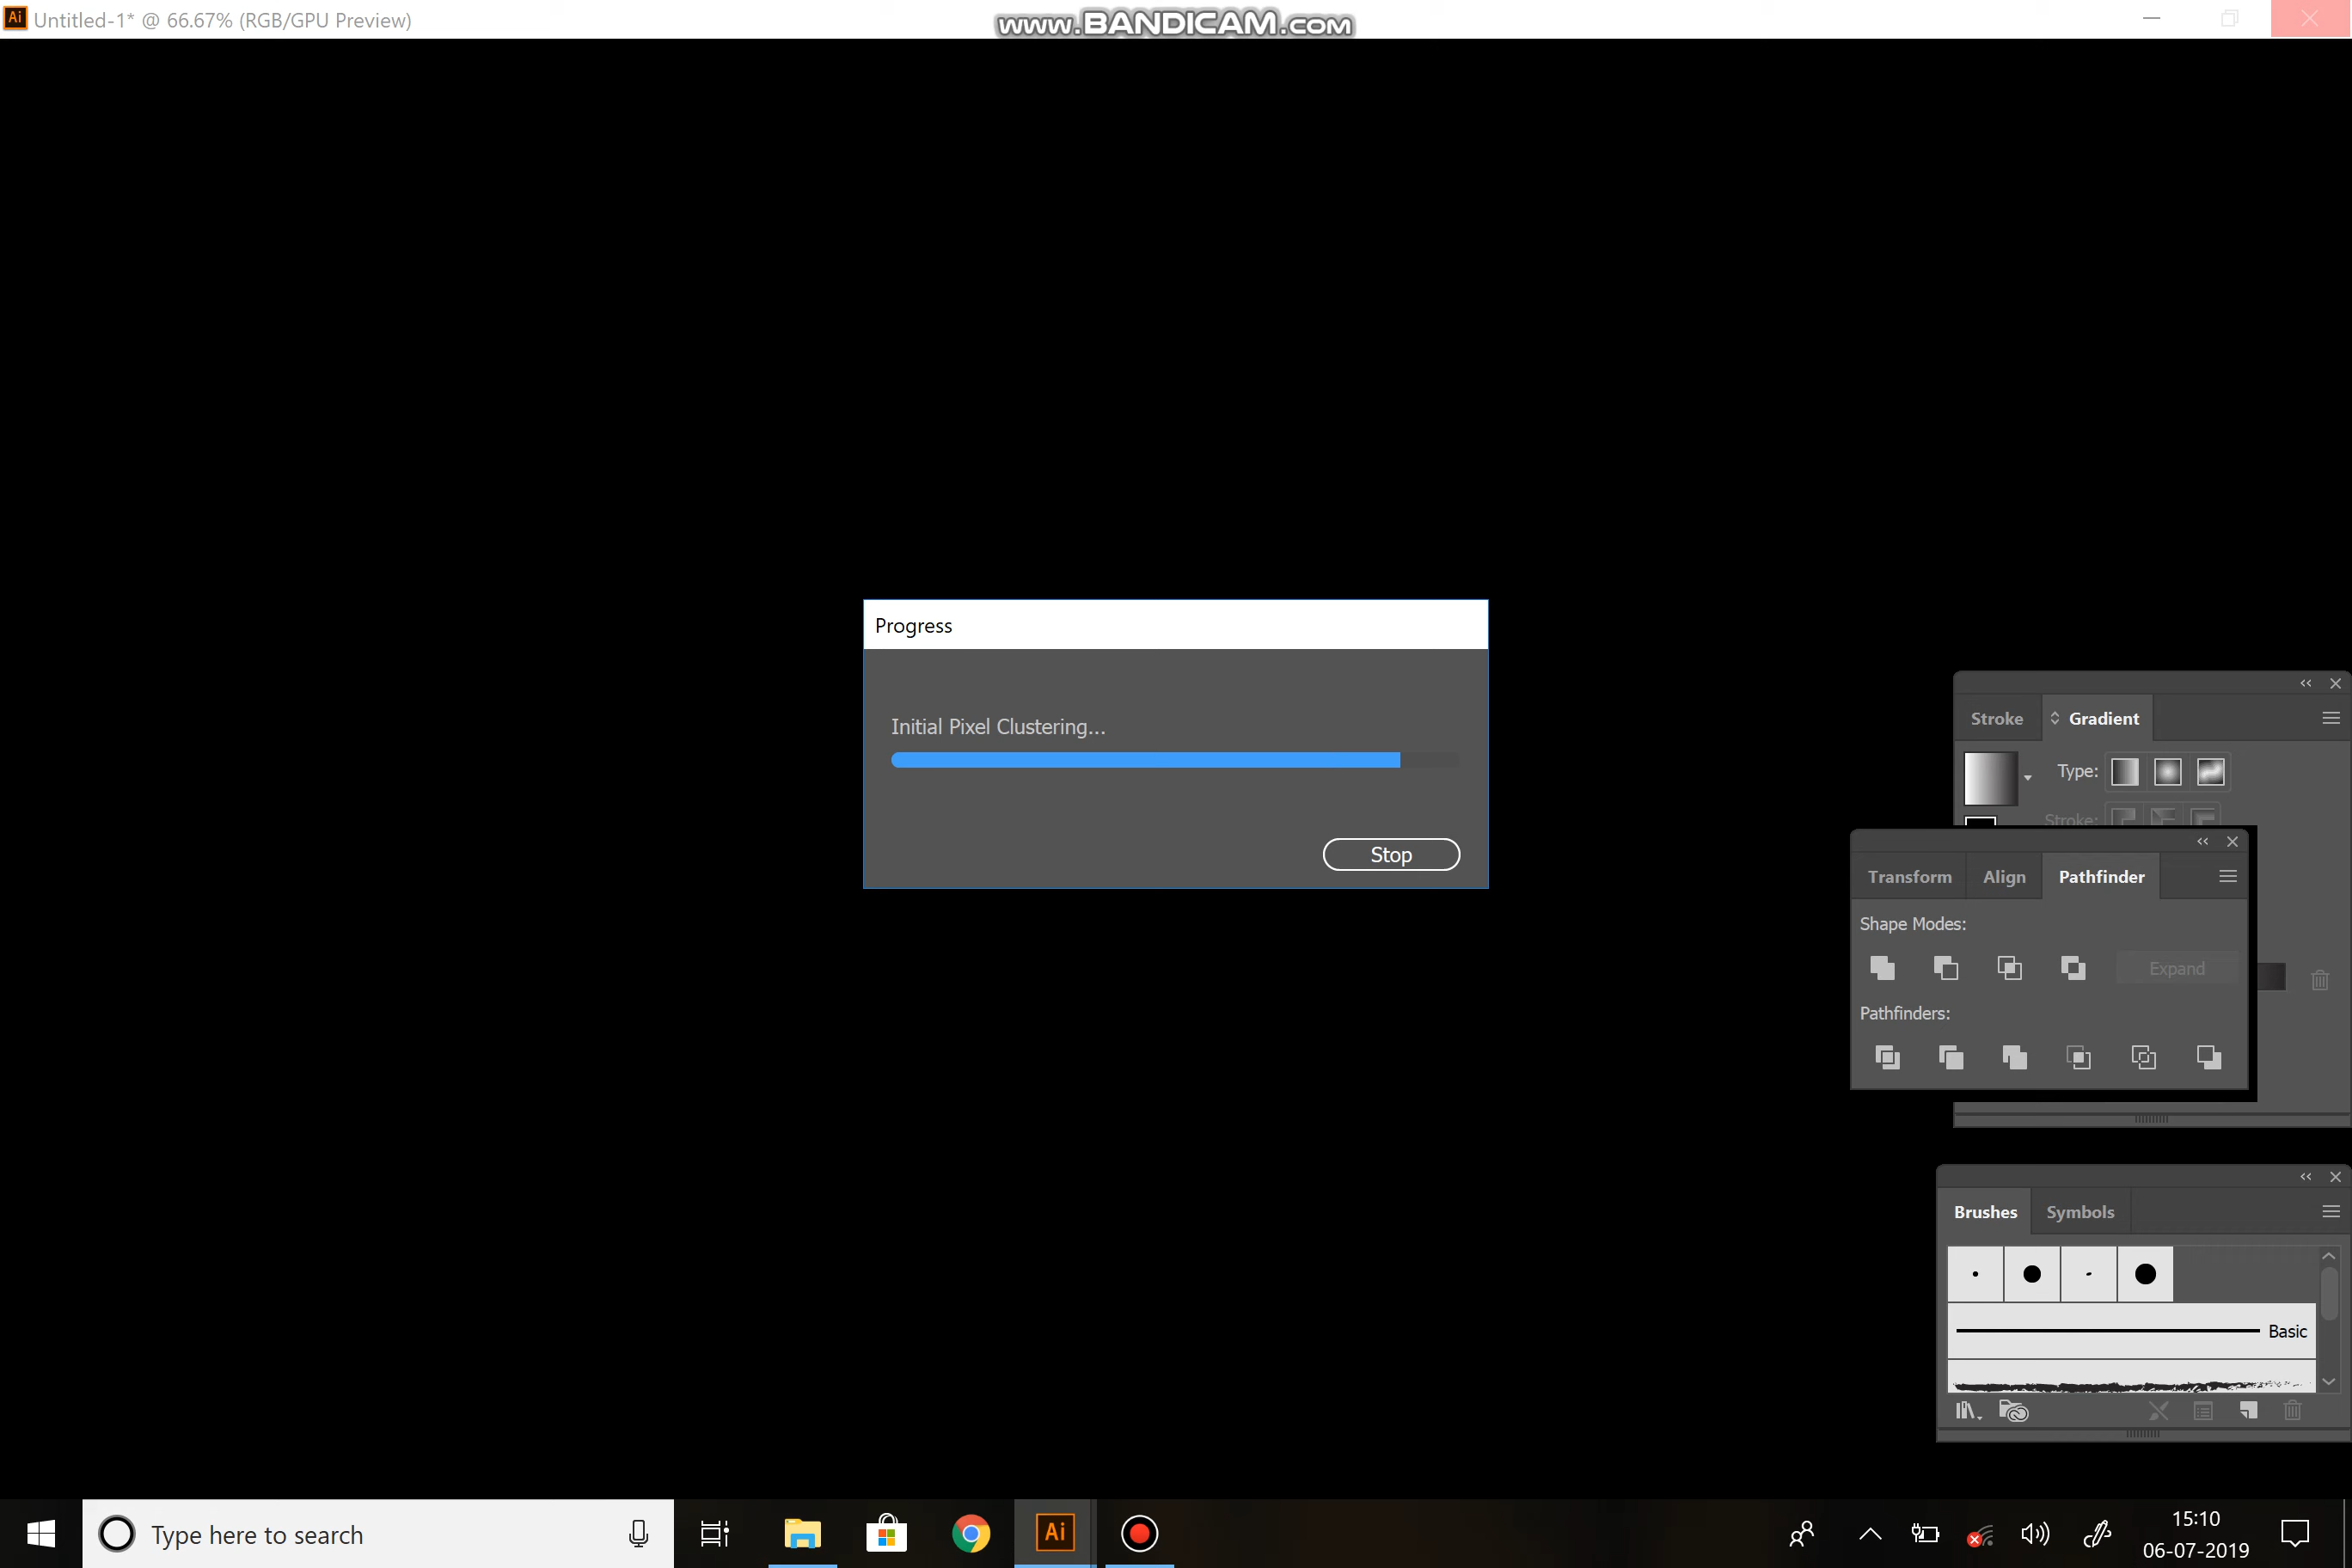 Ai Untitled-1* @ 66.67% (RGB/GPU Preview)
www.BANDICAM.com
Progress
Initial Pixel Clustering...
Stop
Stroke Gradient
Type:
Stroke:
Transform Align Pathfinder
Shape Modes:
Expand
Pathfinders:
Brushes Symbols
Basic
Type here to search
Ai
15:10
06-07-2019